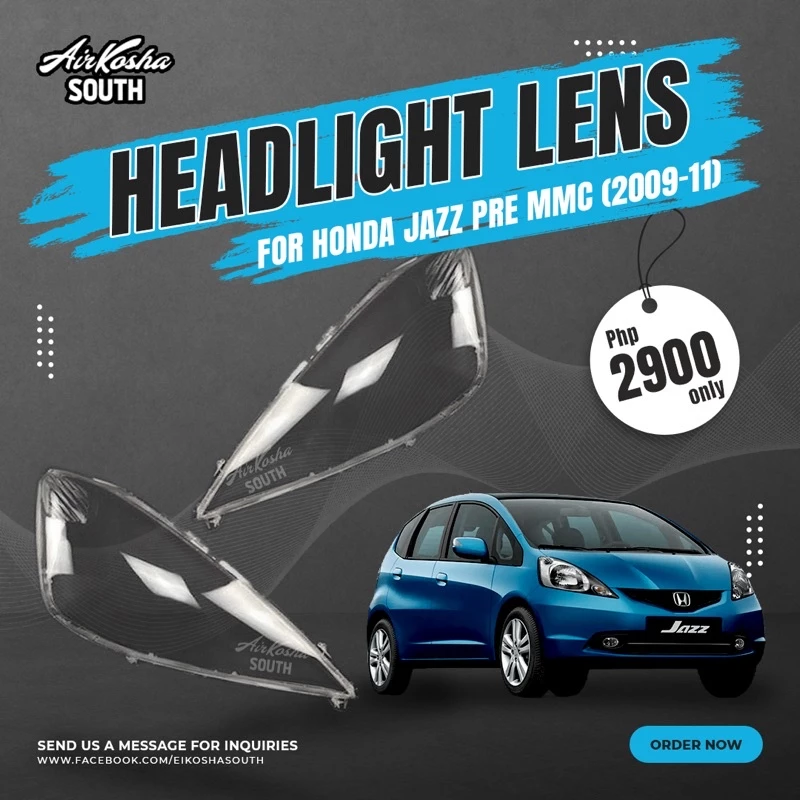 AirKosha
SOUTH
HEADLIGHT LENS
FOR HONDA JAZZ PRE MMC (2009-11)
Php
2900
only
AirKosha
SOUTH
AirKosha
SOUTH
Jazz
SEND US A MESSAGE FOR INQUIRIES
WWW.FACEBOOK.COM/EIKOSHASOUTH
ORDER NOW